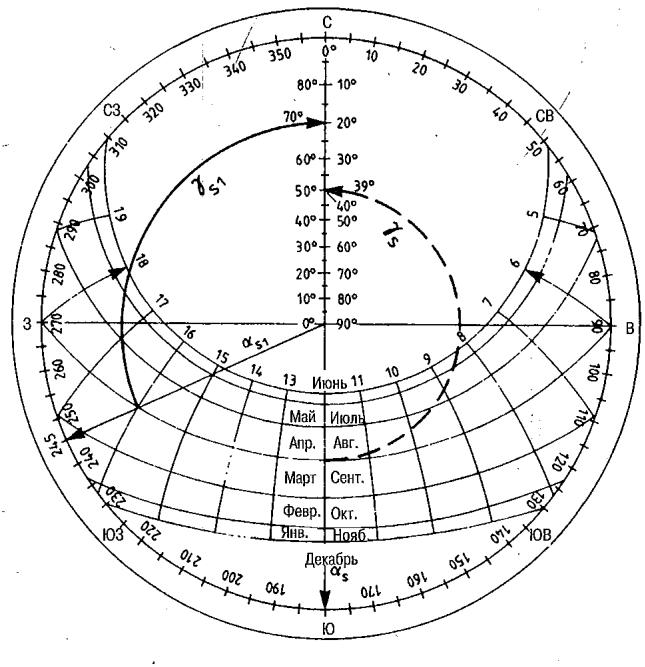 С
350 0° 10
340 20
330 30
320 40
310 50
300 60
290 70
280 80
270 90
260 100
250 110
245
240 120
230 130
220 140
210 150
200 160
190 170
СЗ СВ
З В
ЮЗ ЮВ
Ю
80° 10°
70° 20°
60° 30°
50° 39°
40°
40° 50°
30° 60°
20° 70°
10° 80°
0° 90°
γS1
γS
αS1
αS
19 5
18 6
17 7
16 8
15 9
14 10
13 Июнь 11
Май Июль
Апр. Авг.
Март Сент.
Февр. Окт.
Янв. Нояб.
Декабрь